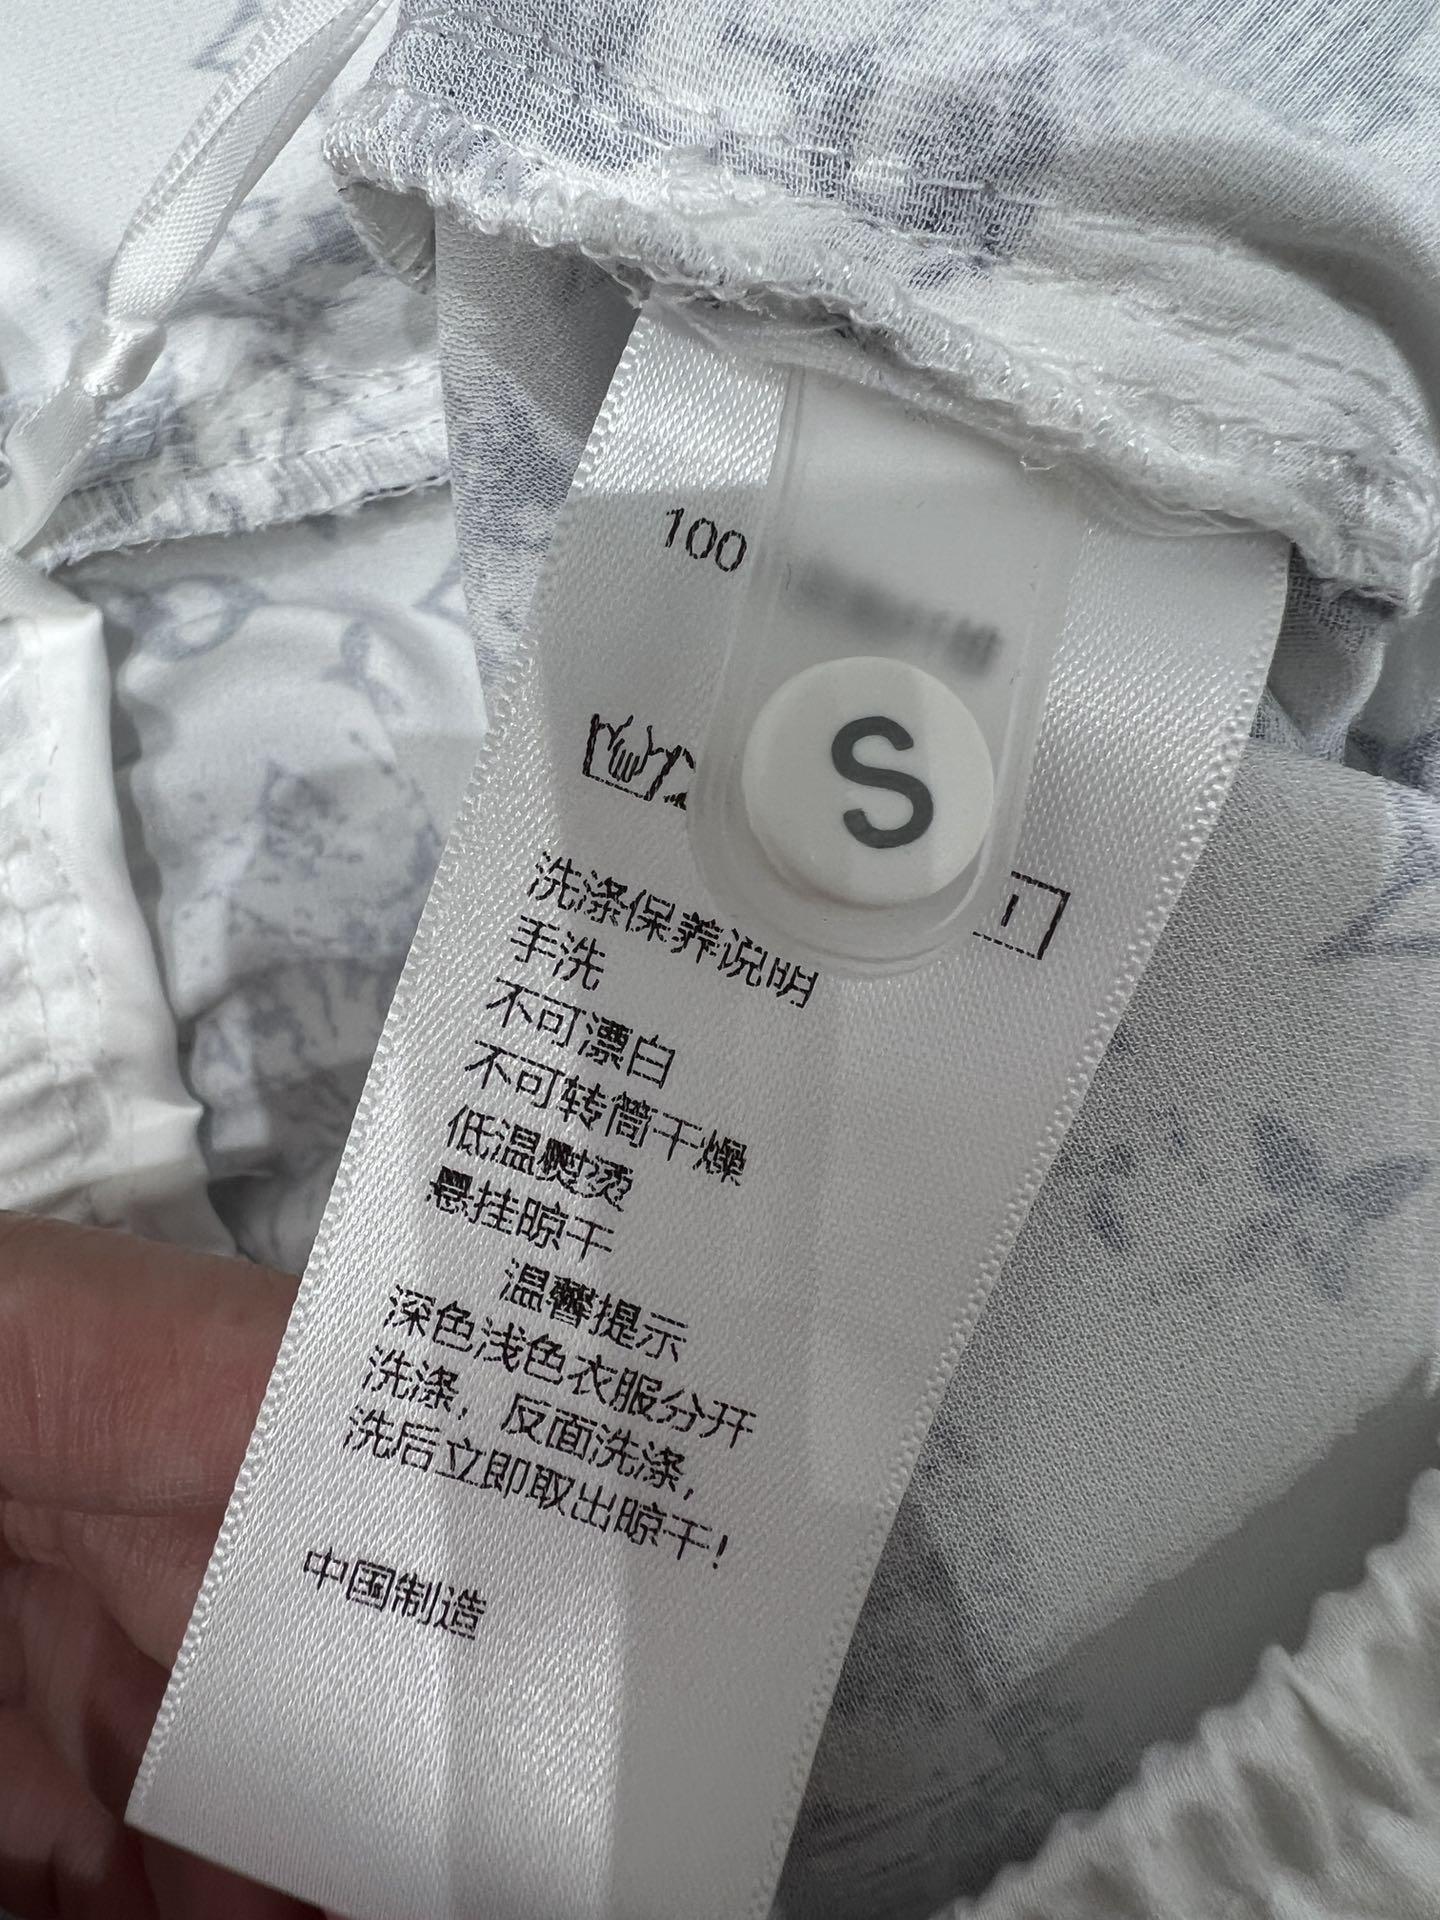 100
S
洗涤保养说明
手洗
不可漂白
不可转筒干燥
低温熨烫
悬挂晾干
温馨提示
深色浅色衣服分开
洗涤，反面洗涤，
洗后立即取出晾干！
中国制造